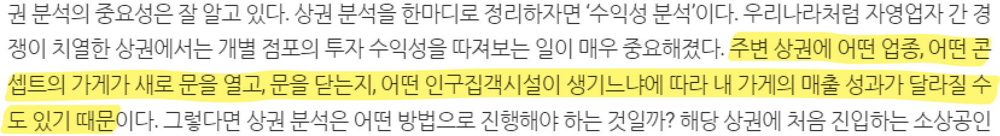 권 분석의 중요성은 잘 알고 있다. 상권 분석을 한마디로 정리하자면 ‘수익성 분석’이다. 우리나라처럼 자영업자 간 경
쟁이 치열한 상권에서는 개별 점포의 투자 수익성을 따져보는 일이 매우 중요해졌다. 주변 상권에 어떤 업종, 어떤 콘
셉트의 가게가 새로 문을 열고, 문을 닫는지, 어떤 인구집객시설이 생기느냐에 따라 내 가게의 매출 성과가 달라질 수
도 있기 때문이다. 그렇다면 상권 분석은 어떤 방법으로 진행해야 하는 것일까? 해당 상권에 처음 진입하는 소상공인